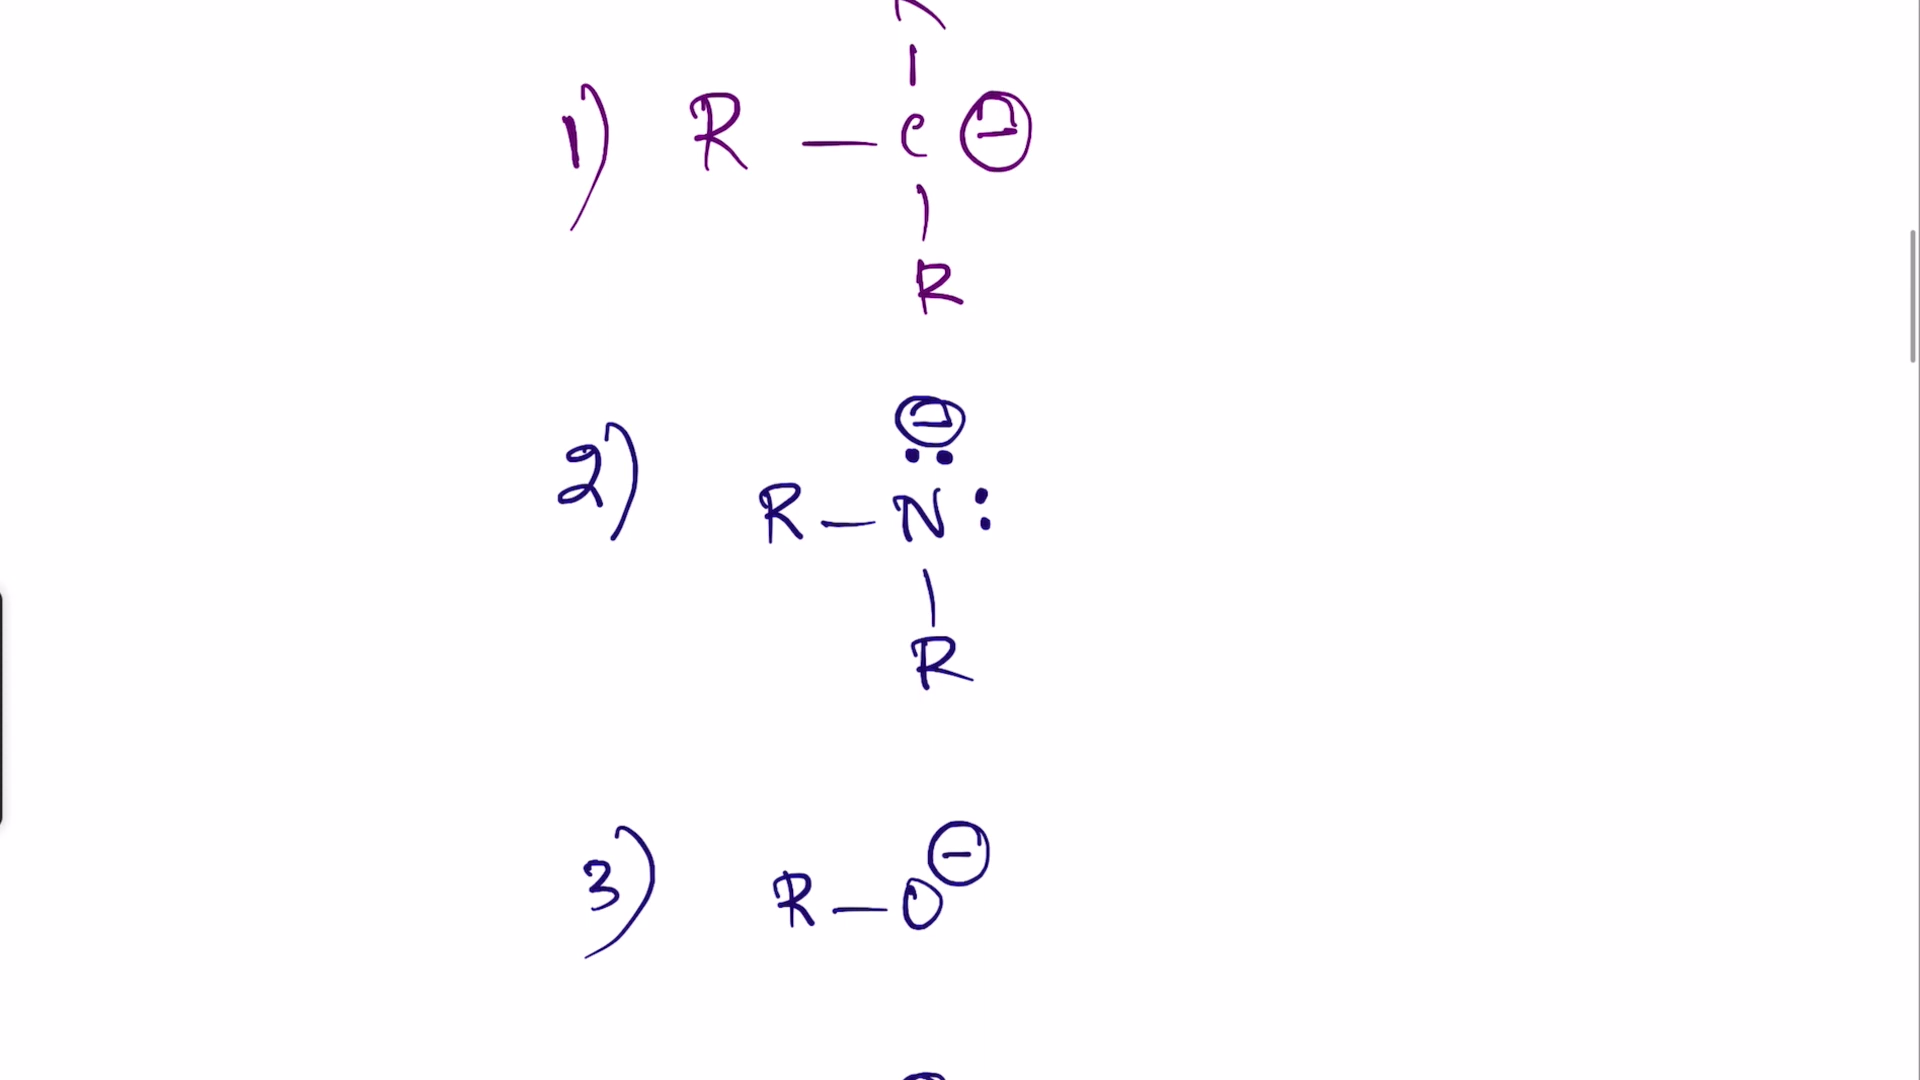 1) R — C ⊖
|
R
⊖
2) R — N :
|
R
3) R — O ⊖